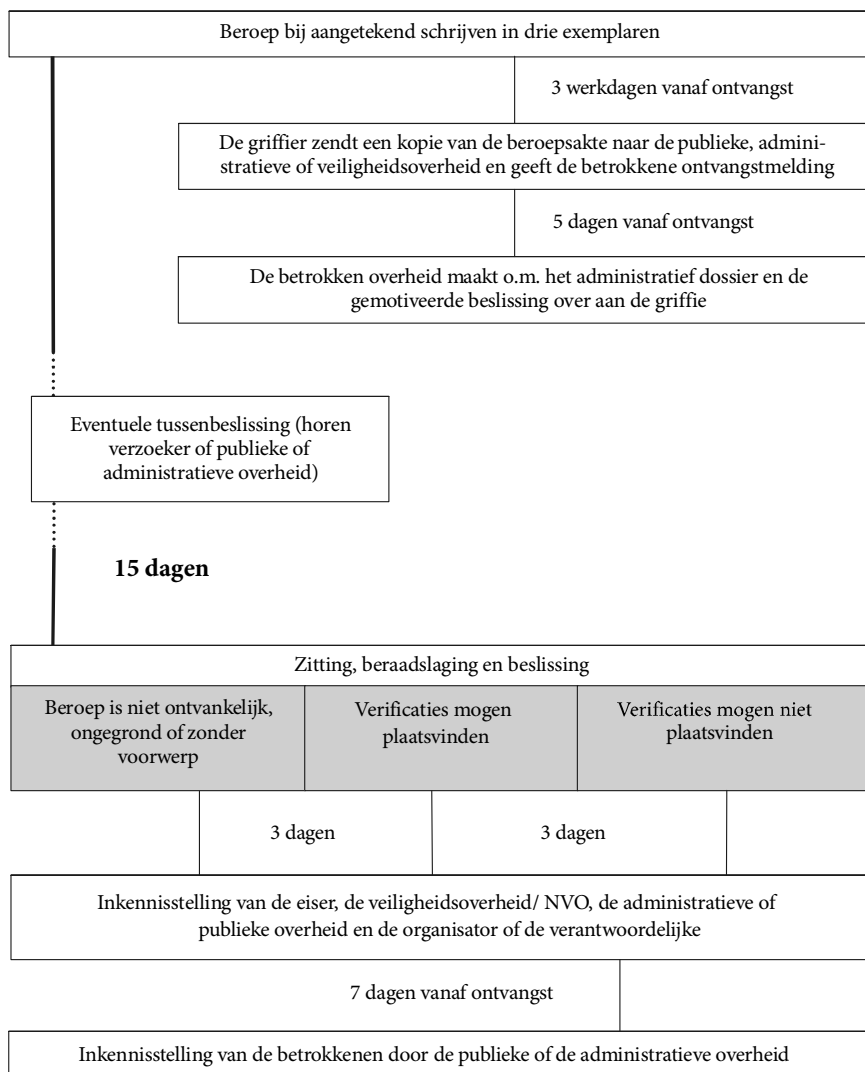 Beroep bij aangetekend schrijven in drie exemplaren
3 werkdagen vanaf ontvangst
De griffier zendt een kopie van de beroepsakte naar de publieke, admini-
stratieve of veiligheidsoverheid en geeft de betrokkene ontvangstmelding
5 dagen vanaf ontvangst
De betrokken overheid maakt o.m. het administratief dossier en de
gemotiveerde beslissing over aan de griffie
Eventuele tussenbeslissing (horen
verzoeker of publieke of
administratieve overheid)
15 dagen
Zitting, beraadslaging en beslissing
Beroep is niet ontvankelijk,
ongegrond of zonder
voorwerp
Verificaties mogen
plaatsvinden
Verificaties mogen niet
plaatsvinden
3 dagen
3 dagen
Inkennisstelling van de eiser, de veiligheidsoverheid/ NVO, de administratieve of
publieke overheid en de organisator of de verantwoordelijke
7 dagen vanaf ontvangst
Inkennisstelling van de betrokkenen door de publieke of de administratieve overheid